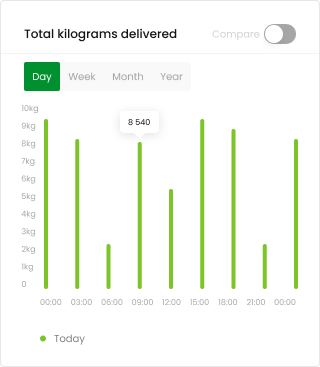 Total kilograms delivered
Compare
Day Week Month Year
10kg
9kg
8kg
7kg
6kg
5kg
4kg
3kg
2kg
1kg
0
8 540
00:00 03:00 06:00 09:00 12:00 15:00 18:00 21:00 00:00
Today